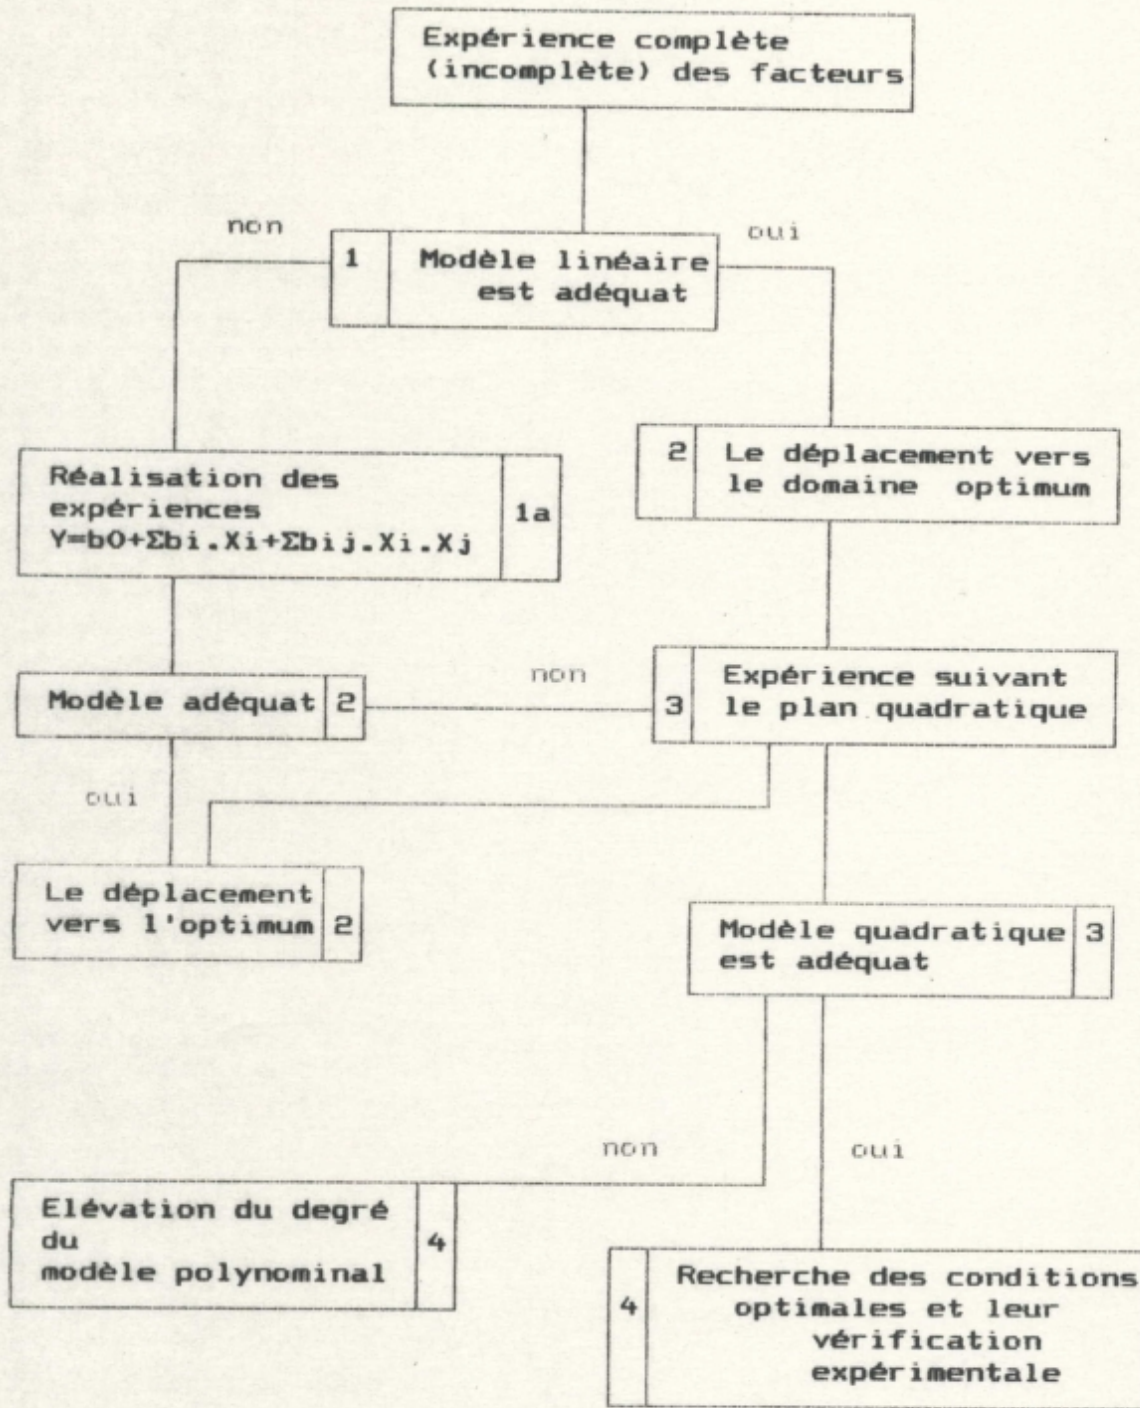 Expérience complète
(incomplète) des facteurs
non
oui
1
Modèle linéaire
est adéquat
Réalisation des
expériences
Y=b0+Σbi.Xi+Σbij.Xi.Xj
1a
2
Le déplacement vers
le domaine optimum
Modèle adéquat
2
non
3
Expérience suivant
le plan quadratique
oui
Le déplacement
vers l'optimum
2
Modèle quadratique
est adéquat
3
non
oui
Elévation du degré
du
modèle polynominal
4
4
Recherche des conditions
optimales et leur
vérification
expérimentale